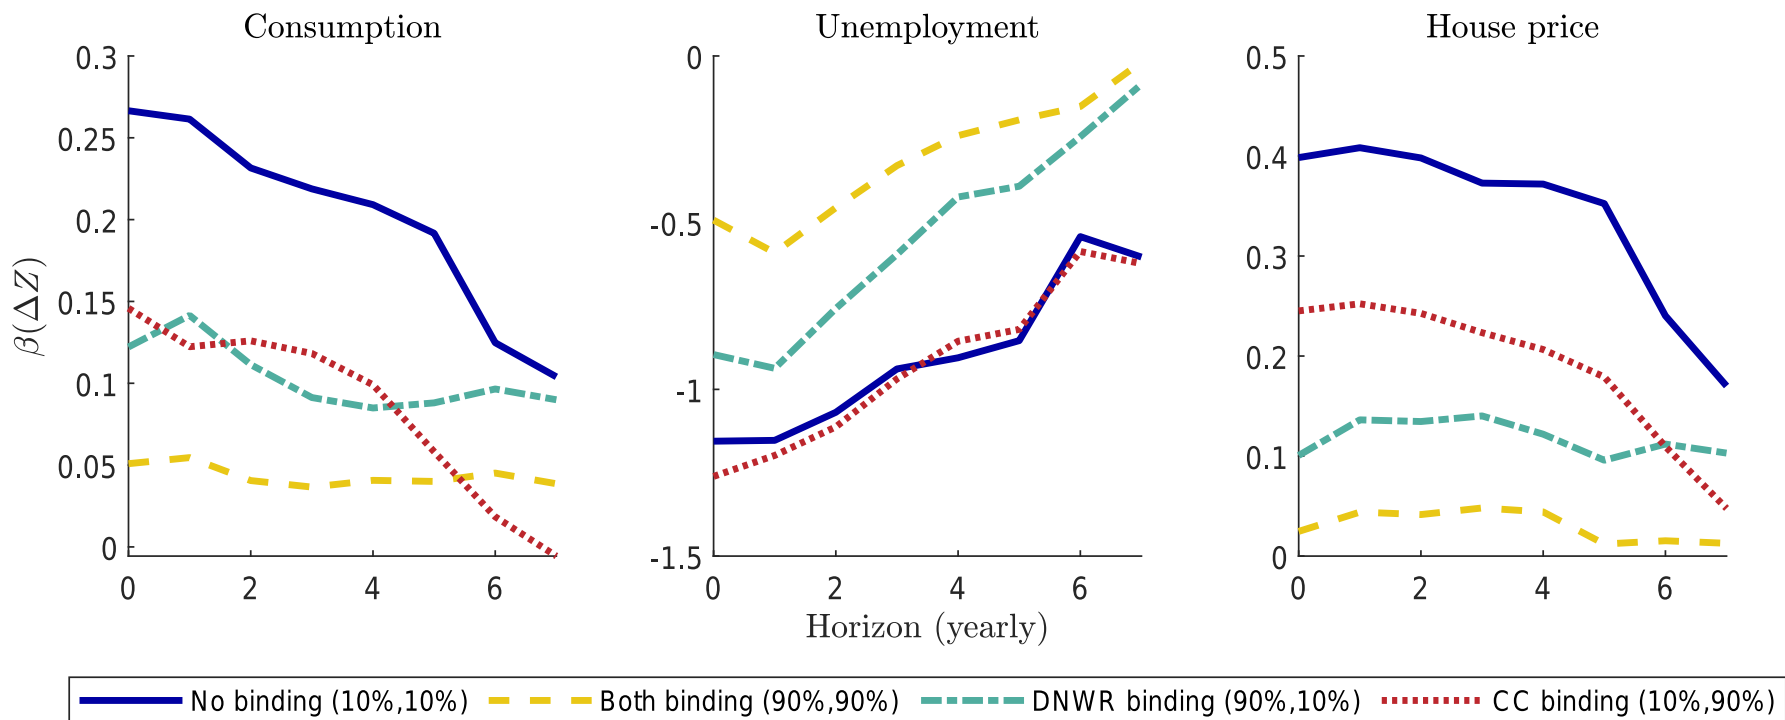 Consumption
Unemployment
House price
β(ΔZ)
0.3
0.25
0.2
0.15
0.1
0.05
0
0 2 4 6
0
-0.5
-1
-1.5
0 2 4 6
0.5
0.4
0.3
0.2
0.1
0
0 2 4 6
Horizon (yearly)
No binding (10%,10%) Both binding (90%,90%) DNWR binding (90%,10%) CC binding (10%,90%)